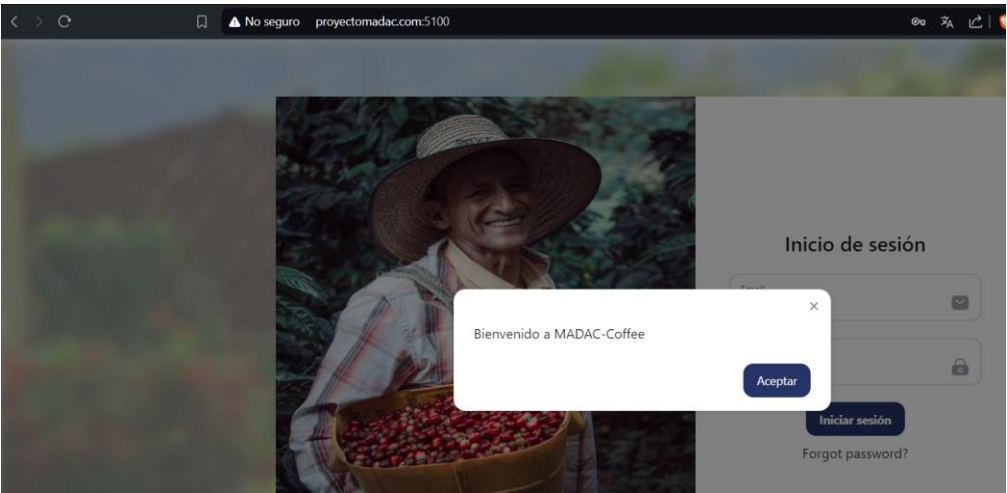 No seguro proyectomadac.com:5100
Inicio de sesión
Email
Bienvenido a MADAC-Coffee
Aceptar
Iniciar sesión
Forgot password?